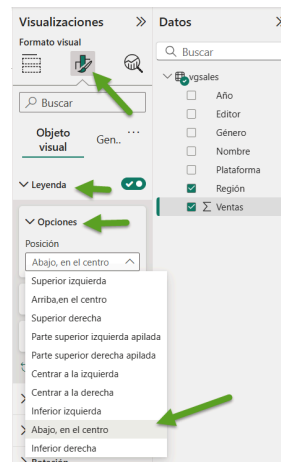 Visualizaciones
Formato visual
Buscar
Objeto visual
Gen..
Leyenda
Opciones
Posición
Abajo, en el centro
Superior izquierda
Arriba,en el centro
Superior derecha
Parte superior izquierda apilada
Parte superior derecha apilada
Centrar a la izquierda
Centrar a la derecha
Inferior izquierda
Abajo, en el centro
Inferior derecha
Datos
Buscar
vgsales
Año
Editor
Género
Nombre
Plataforma
Región
Ventas